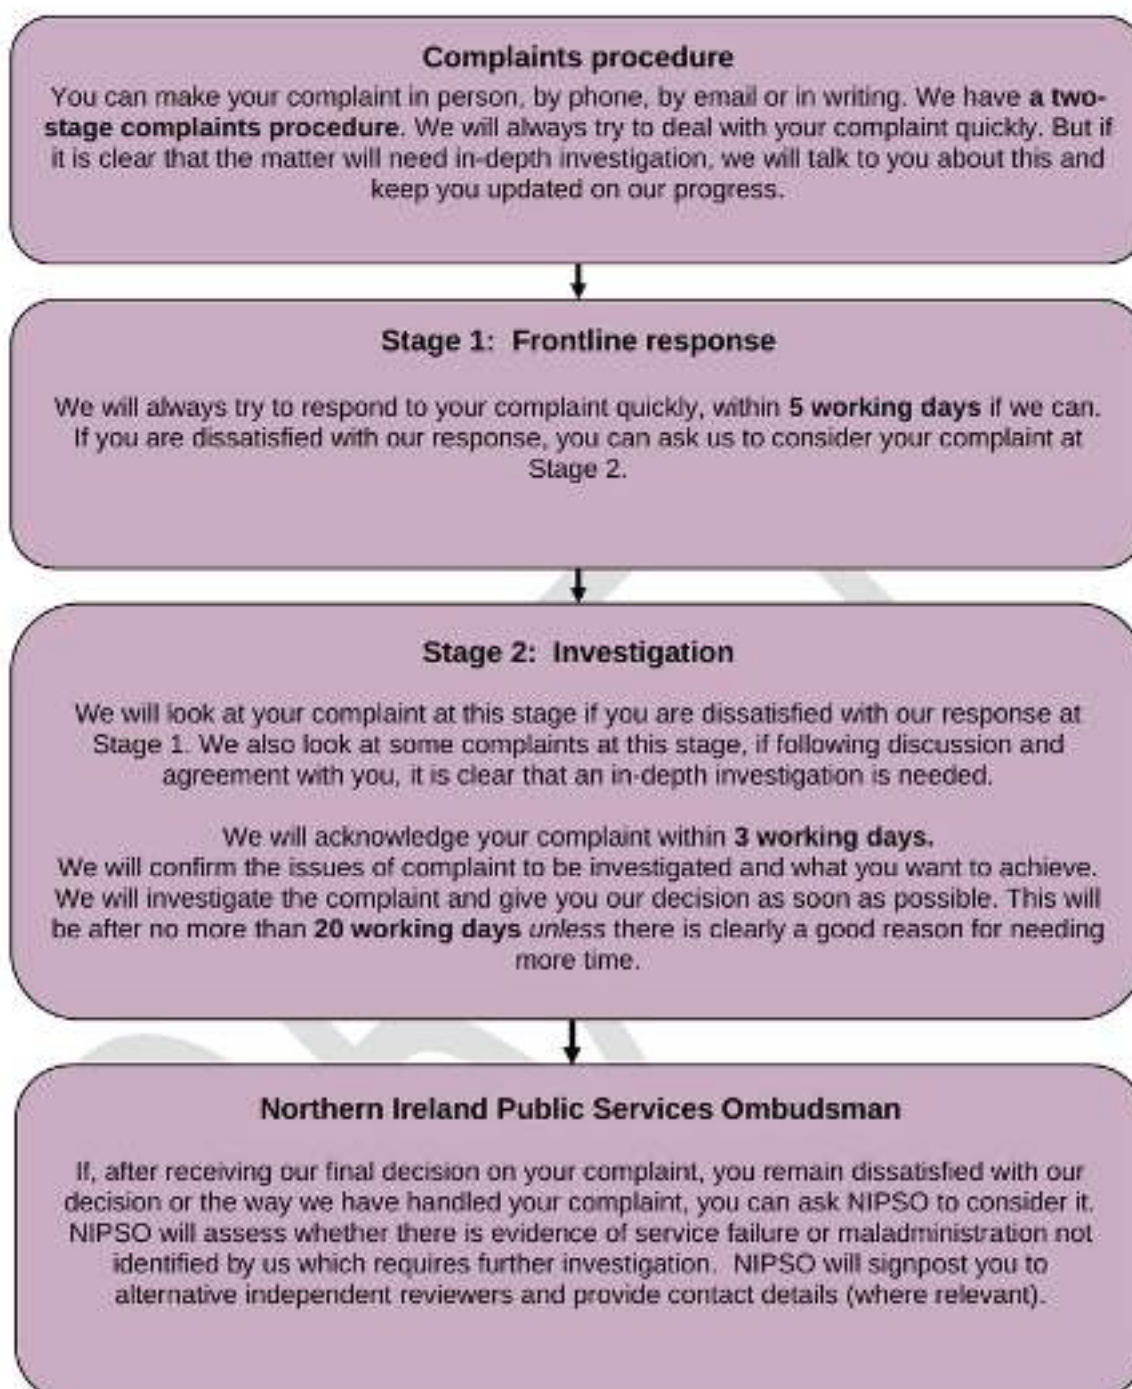 Complaints procedure
You can make your complaint in person, by phone, by email or in writing. We have a two-
stage complaints procedure. We will always try to deal with your complaint quickly. But if
it is clear that the matter will need in-depth investigation, we will talk to you about this and
keep you updated on our progress.
Stage 1:  Frontline response
We will always try to respond to your complaint quickly, within 5 working days if we can.
If you are dissatisfied with our response, you can ask us to consider your complaint at
Stage 2.
Stage 2:  Investigation
We will look at your complaint at this stage if you are dissatisfied with our response at
Stage 1. We also look at some complaints at this stage, if following discussion and
agreement with you, it is clear that an in-depth investigation is needed.
We will acknowledge your complaint within 3 working days.
We will confirm the issues of complaint to be investigated and what you want to achieve.
We will investigate the complaint and give you our decision as soon as possible. This will
be after no more than 20 working days unless there is clearly a good reason for needing
more time.
Northern Ireland Public Services Ombudsman
If, after receiving our final decision on your complaint, you remain dissatisfied with our
decision or the way we have handled your complaint, you can ask NIPSO to consider it.
NIPSO will assess whether there is evidence of service failure or maladministration not
identified by us which requires further investigation.  NIPSO will signpost you to
alternative independent reviewers and provide contact details (where relevant).